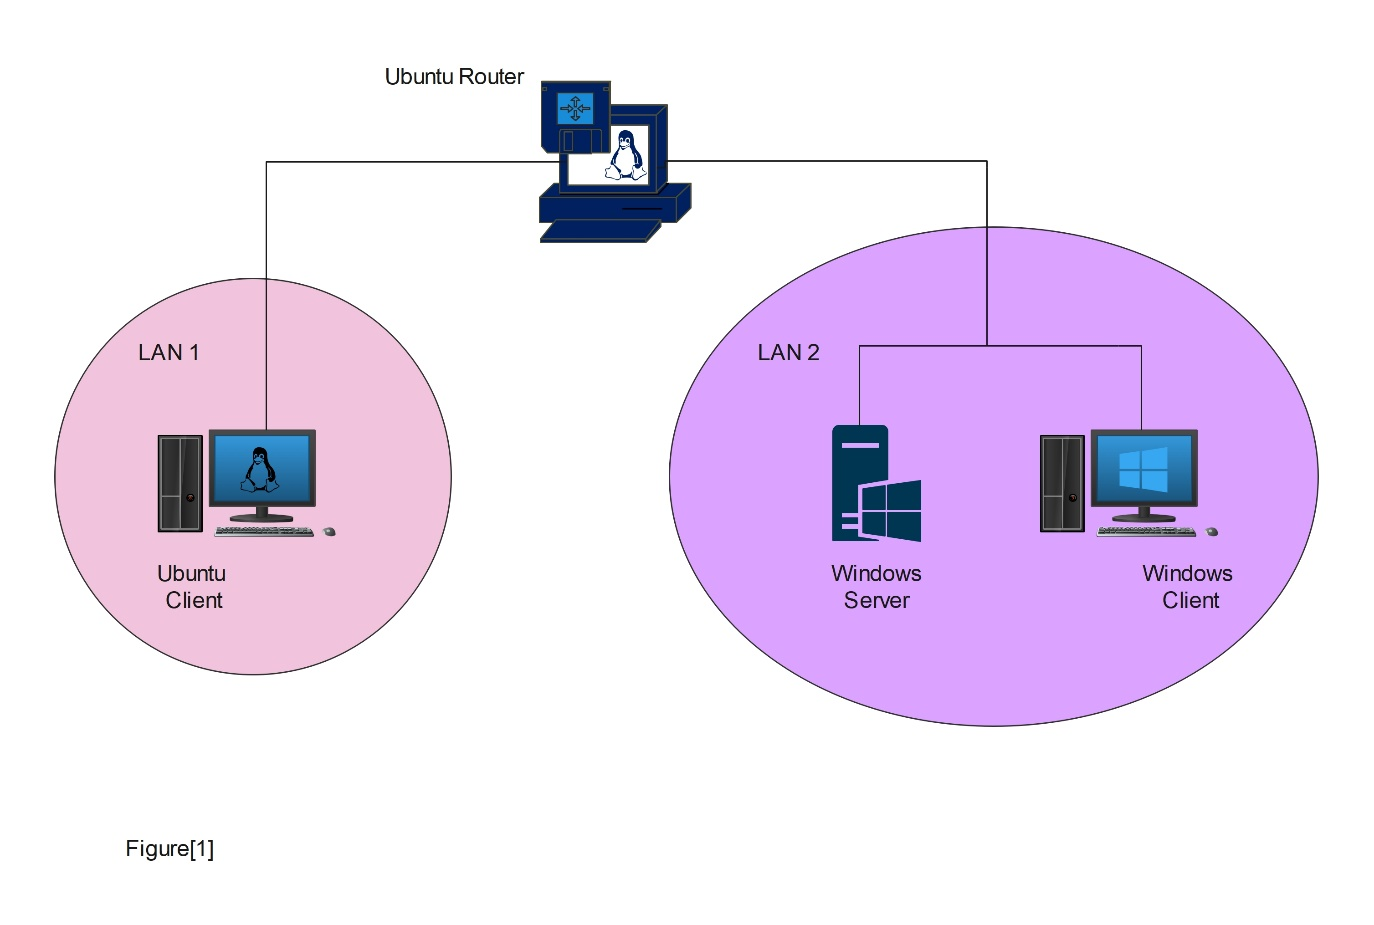 Ubuntu Router
LAN 1
LAN 2
Ubuntu
Client
Windows
Server
Windows
Client
Figure[1]